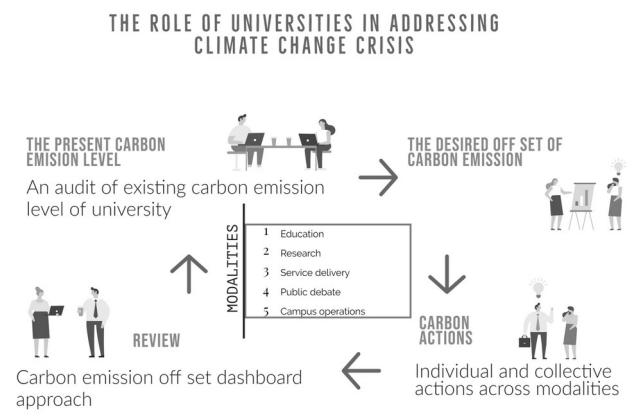 THE ROLE OF UNIVERSITIES IN ADDRESSING
CLIMATE CHANGE CRISIS
THE PRESENT CARBON
EMISION LEVEL
An audit of existing carbon emission
level of university
THE DESIRED OFF SET OF
CARBON EMISSION
MODALITIES
1 Education
2 Research
3 Service delivery
4 Public debate
5 Campus operations
CARBON
ACTIONS
Individual and collective
actions across modalities
REVIEW
Carbon emission off set dashboard
approach